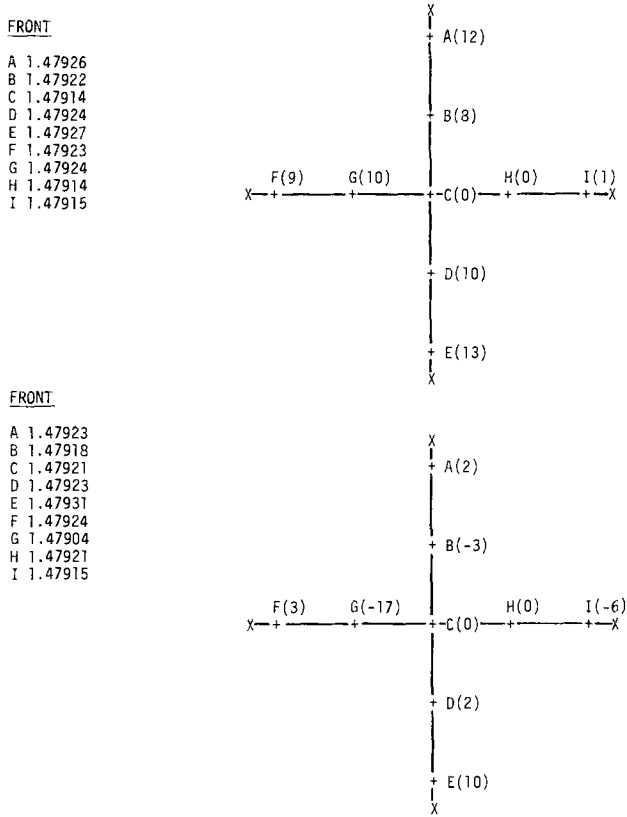 FRONT
A 1.47926
B 1.47922
C 1.47914
D 1.47924
E 1.47927
F 1.47923
G 1.47924
H 1.47914
I 1.47915
X
A(12)
B(8)
F(9) G(10) H(0) I(1)
X C(0) X
D(10)
E(13)
X
FRONT
A 1.47923
B 1.47918
C 1.47921
D 1.47923
E 1.47931
F 1.47924
G 1.47904
H 1.47921
I 1.47915
X
A(2)
B(-3)
F(3) G(-17) H(0) I(-6)
X C(0) X
D(2)
E(10)
X